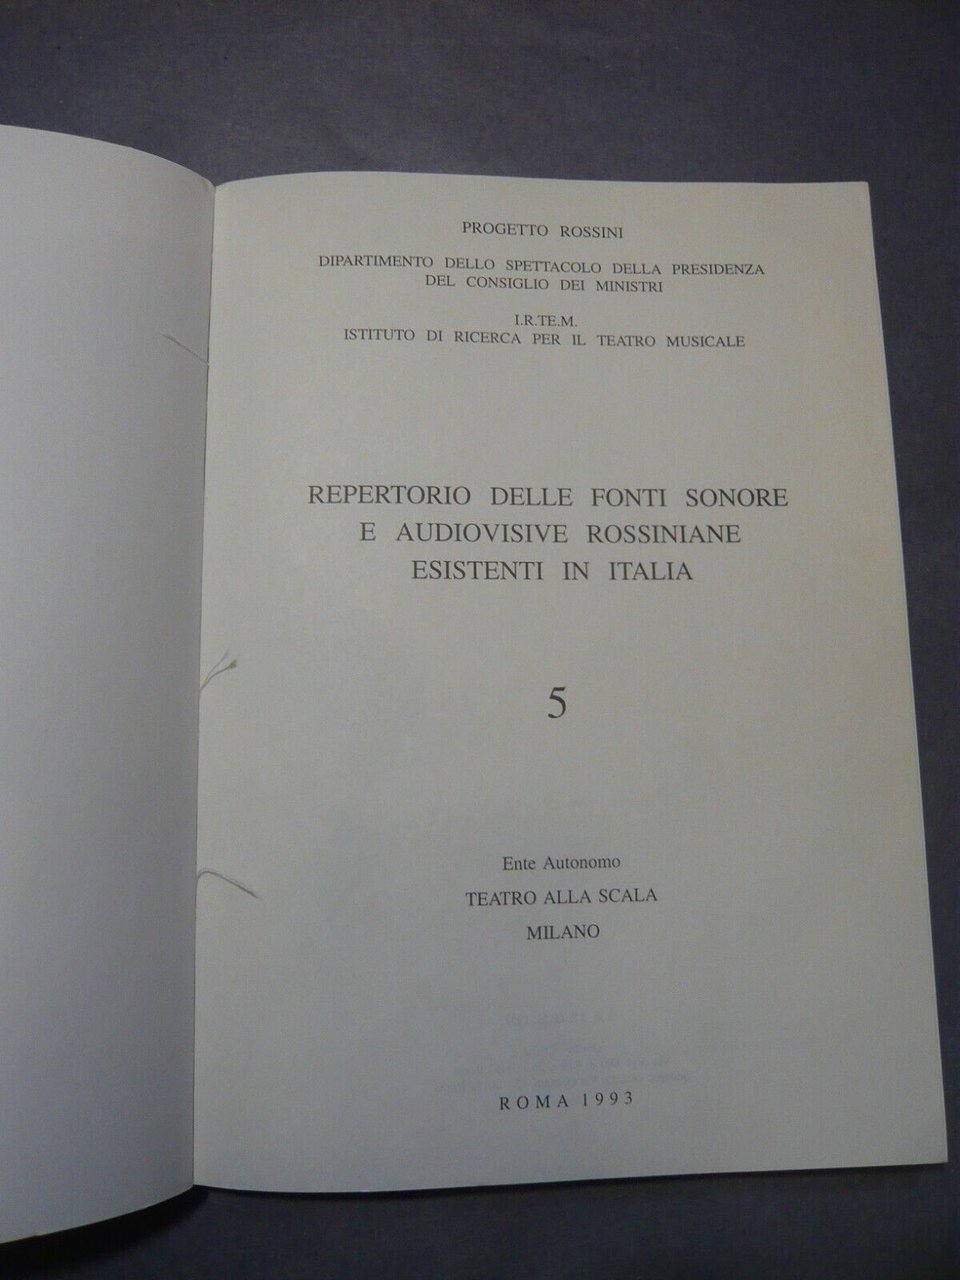 PROGETTO ROSSINI
DIPARTIMENTO DELLO SPETTACOLO DELLA PRESIDENZA
DEL CONSIGLIO DEI MINISTRI
I.R.TE.M.
ISTITUTO DI RICERCA PER IL TEATRO MUSICALE
REPERTORIO DELLE FONTI SONORE
E AUDIOVISIVE ROSSINIANE
ESISTENTI IN ITALIA
5
Ente Autonomo
TEATRO ALLA SCALA
MILANO
ROMA 1993